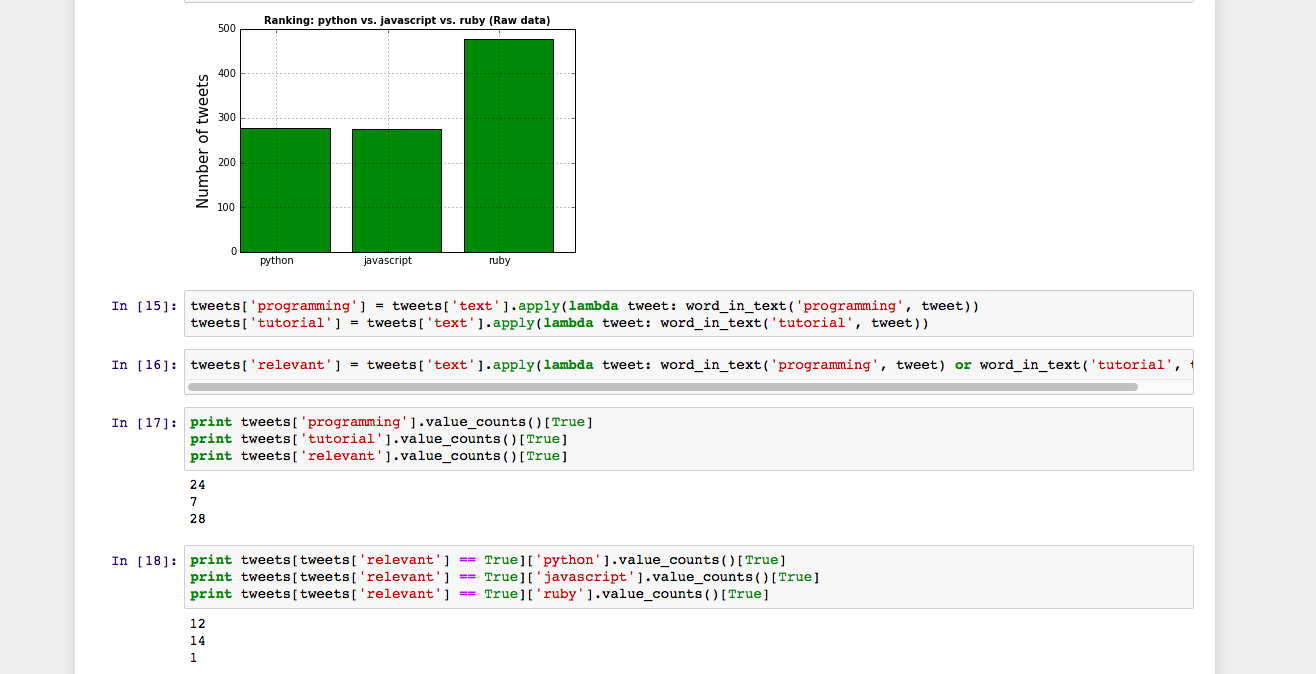 Ranking: python vs. javascript vs. ruby (Raw data)
500
400
300
200
100
0
Number of tweets
python javascript ruby
In [15]: tweets['programming'] = tweets['text'].apply(lambda tweet: word_in_text('programming', tweet))
tweets['tutorial'] = tweets['text'].apply(lambda tweet: word_in_text('tutorial', tweet))
In [16]: tweets['relevant'] = tweets['text'].apply(lambda tweet: word_in_text('programming', tweet) or word_in_text('tutorial',
In [17]: print tweets['programming'].value_counts()[True]
print tweets['tutorial'].value_counts()[True]
print tweets['relevant'].value_counts()[True]
24
7
28
In [18]: print tweets[tweets['relevant'] == True]['python'].value_counts()[True]
print tweets[tweets['relevant'] == True]['javascript'].value_counts()[True]
print tweets[tweets['relevant'] == True]['ruby'].value_counts()[True]
12
14
1